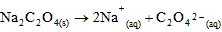 Na₂C₂O₄₍s₎ → 2Na⁺₍aq₎ + C₂O₄²⁻₍aq₎